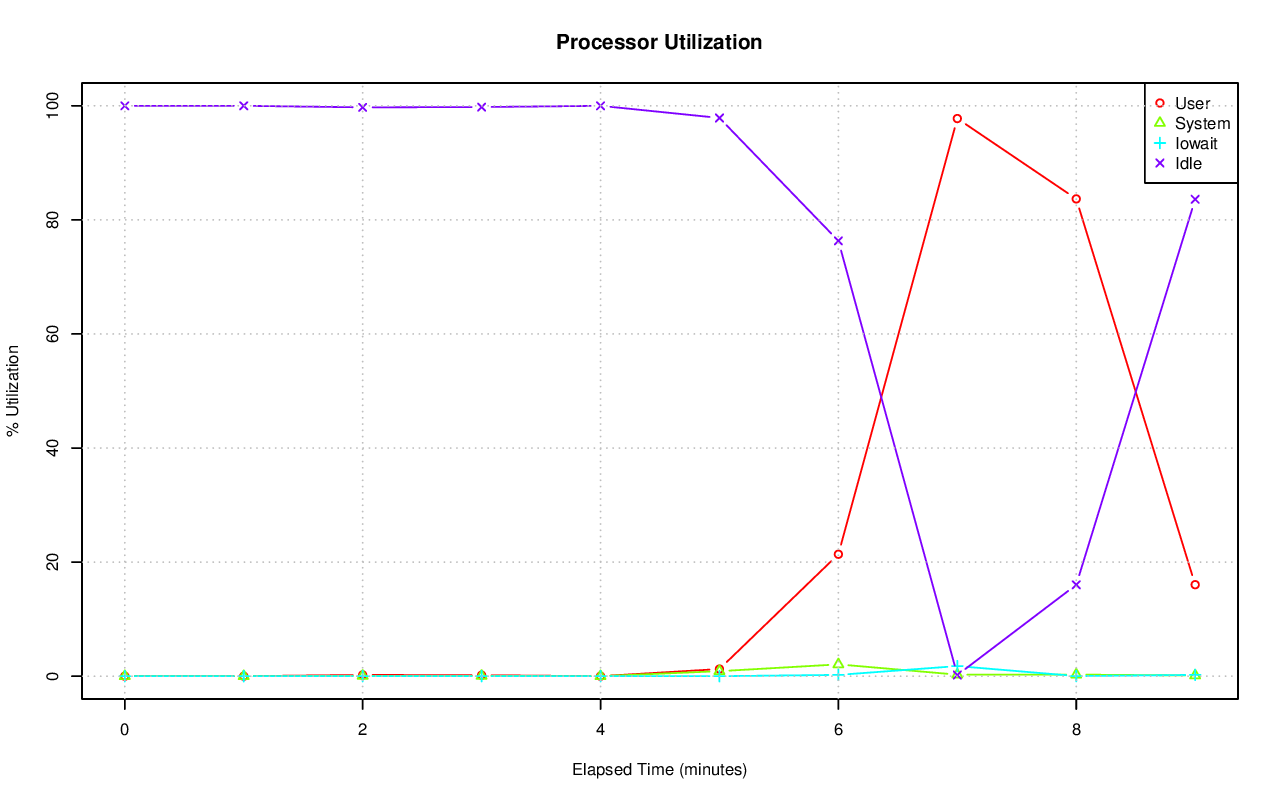 Processor Utilization
User
System
Iowait
Idle
% Utilization
100
80
60
40
20
0
0 2 4 6 8
Elapsed Time (minutes)